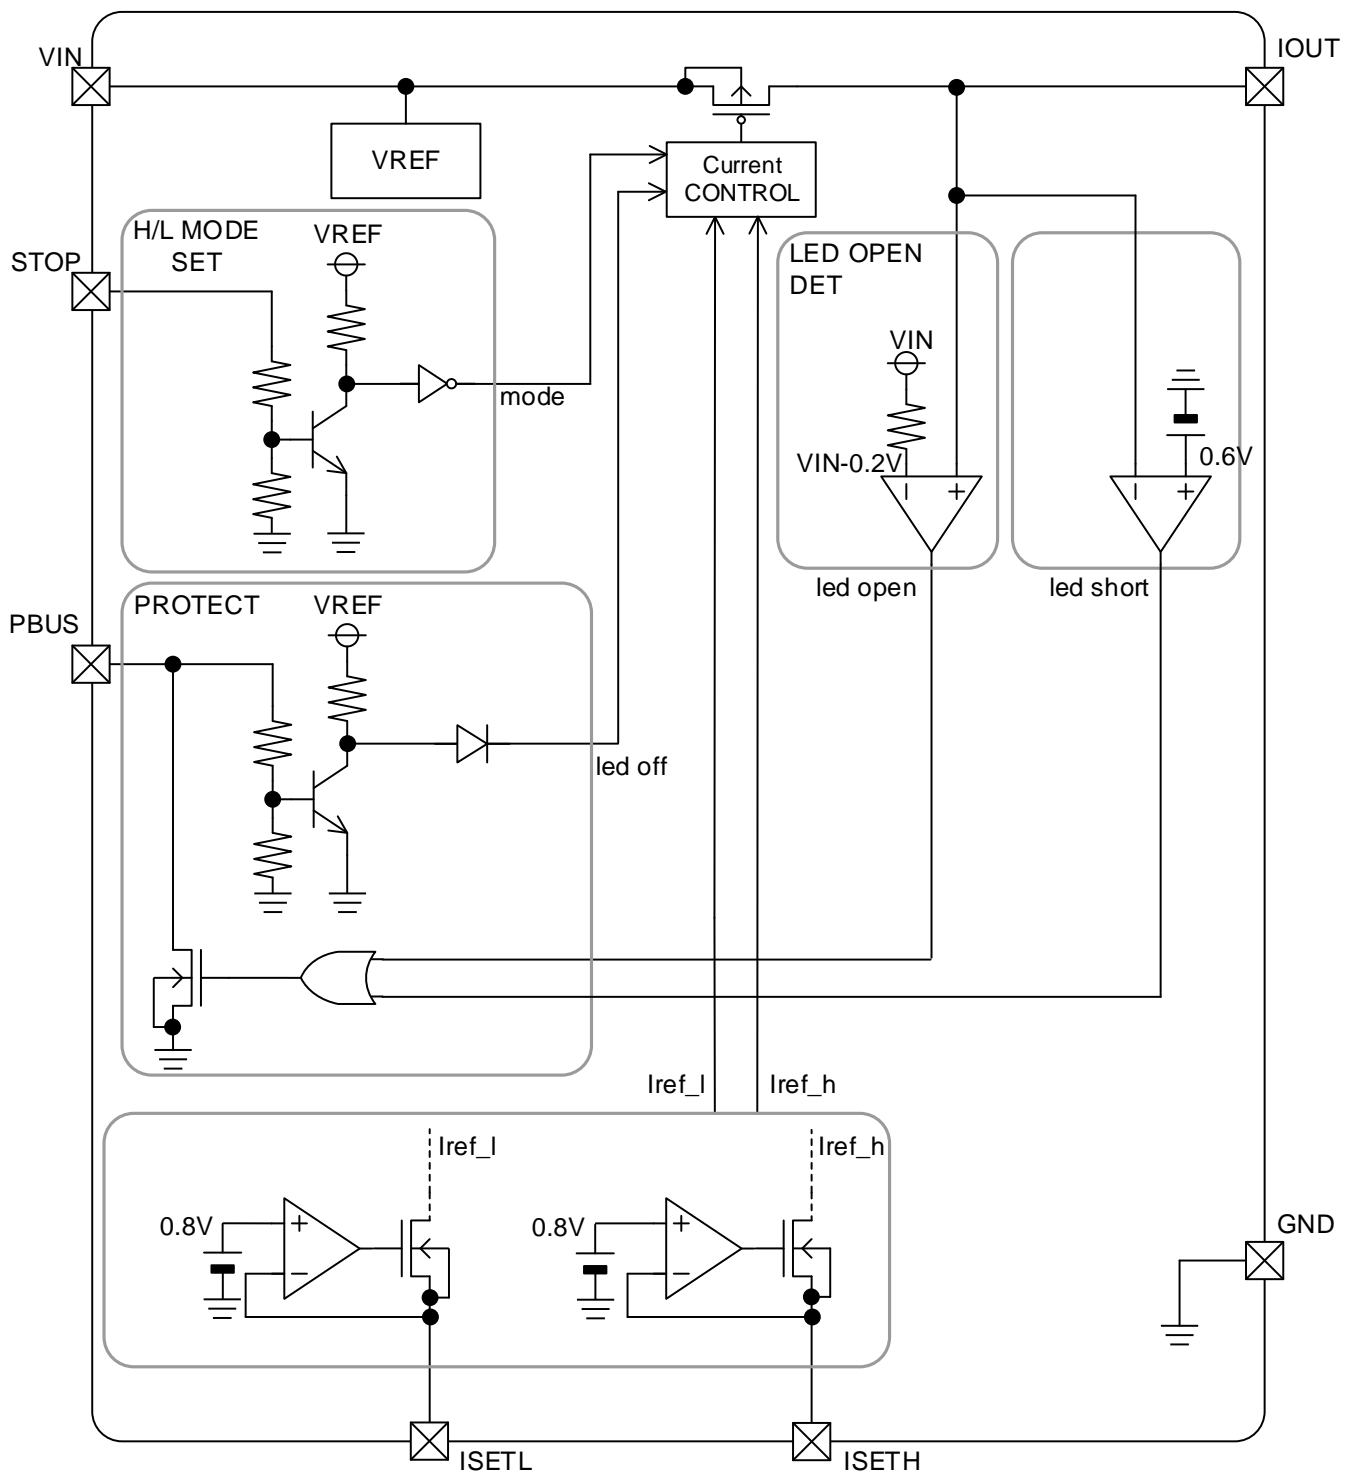 VIN
IOUT
VREF
Current
CONTROL
H/L MODE
SET
VREF
STOP
mode
LED OPEN
DET
VIN
VIN-0.2V
0.6V
led open
led short
PROTECT
VREF
PBUS
led off
Iref_l
Iref_h
Iref_l
Iref_h
0.8V
0.8V
GND
ISETL
ISETH